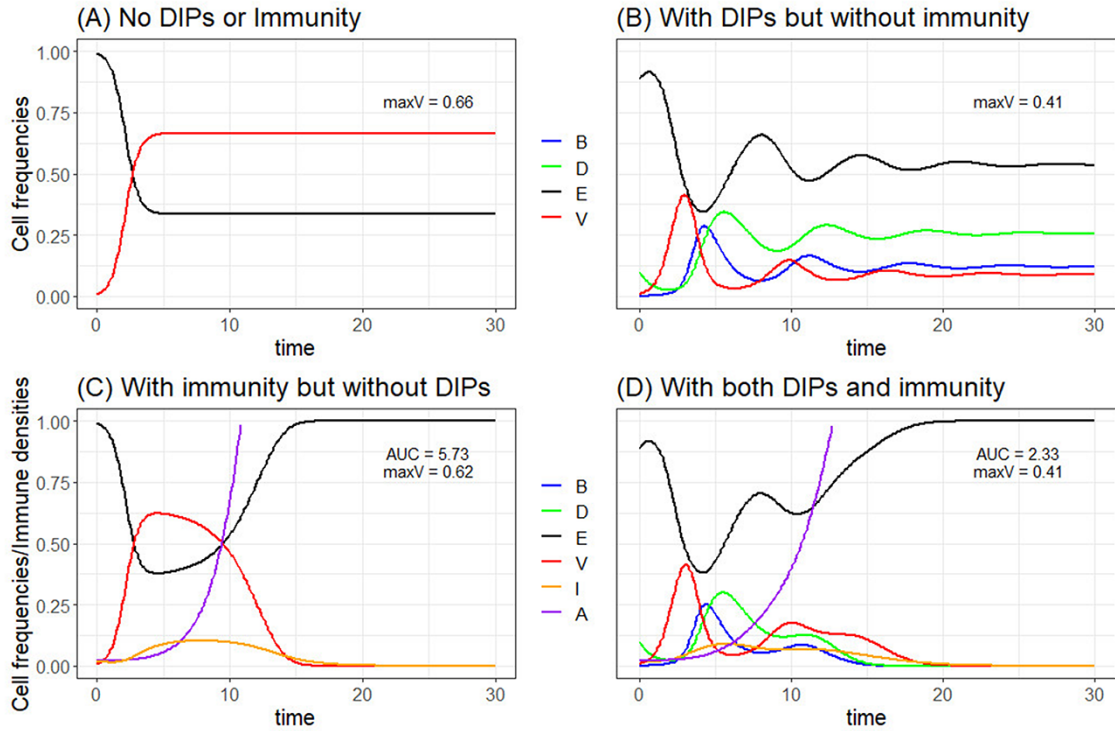 (A) No DIPs or Immunity
Cell frequencies
1.00
0.75
0.50
0.25
0.00
maxV = 0.66
0 10 20 30
time
B
D
E
V
(B) With DIPs but without immunity
maxV = 0.41
0 10 20 30
time
(C) With immunity but without DIPs
Cell frequencies/Immune densities
1.00
0.75
0.50
0.25
0.00
AUC = 5.73
maxV = 0.62
0 10 20 30
time
B
D
E
V
I
A
(D) With both DIPs and immunity
AUC = 2.33
maxV = 0.41
0 10 20 30
time